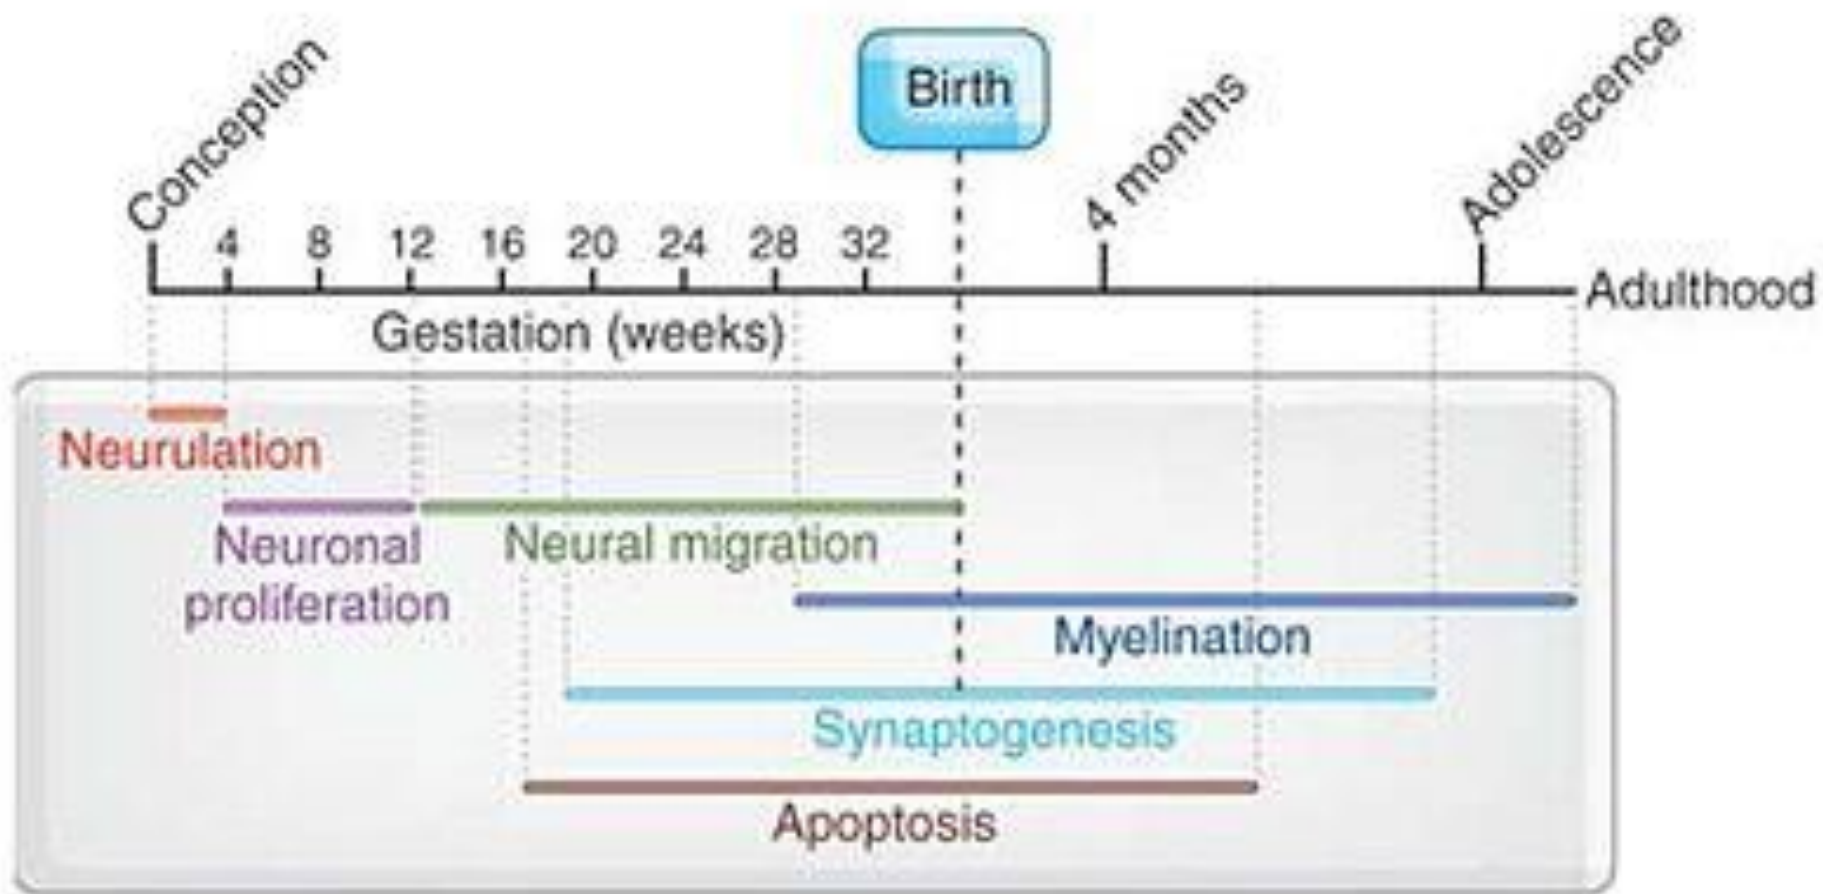 Birth
Conception
4 months
Adolescence
4 8 12 16 20 24 28 32
Adulthood
Gestation (weeks)
Neurulation
Neuronal
proliferation
Neural migration
Myelination
Synaptogenesis
Apoptosis